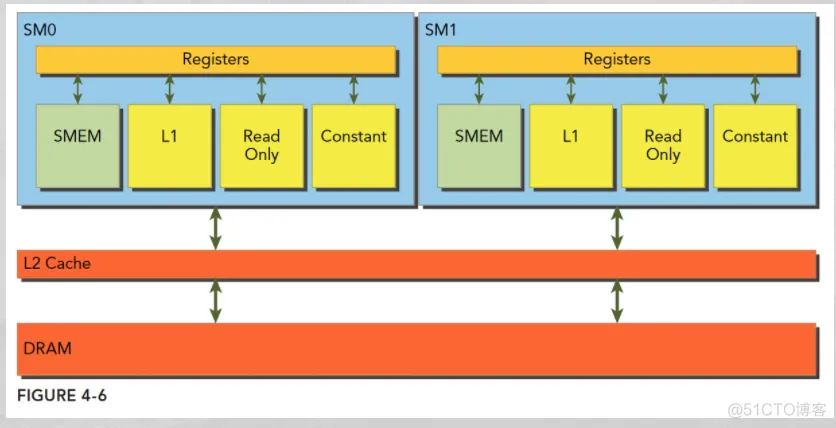 SM0
Registers
SMEM
L1
Read
Only
Constant
SM1
Registers
SMEM
L1
Read
Only
Constant
L2 Cache
DRAM
FIGURE 4-6
@51CTO博客